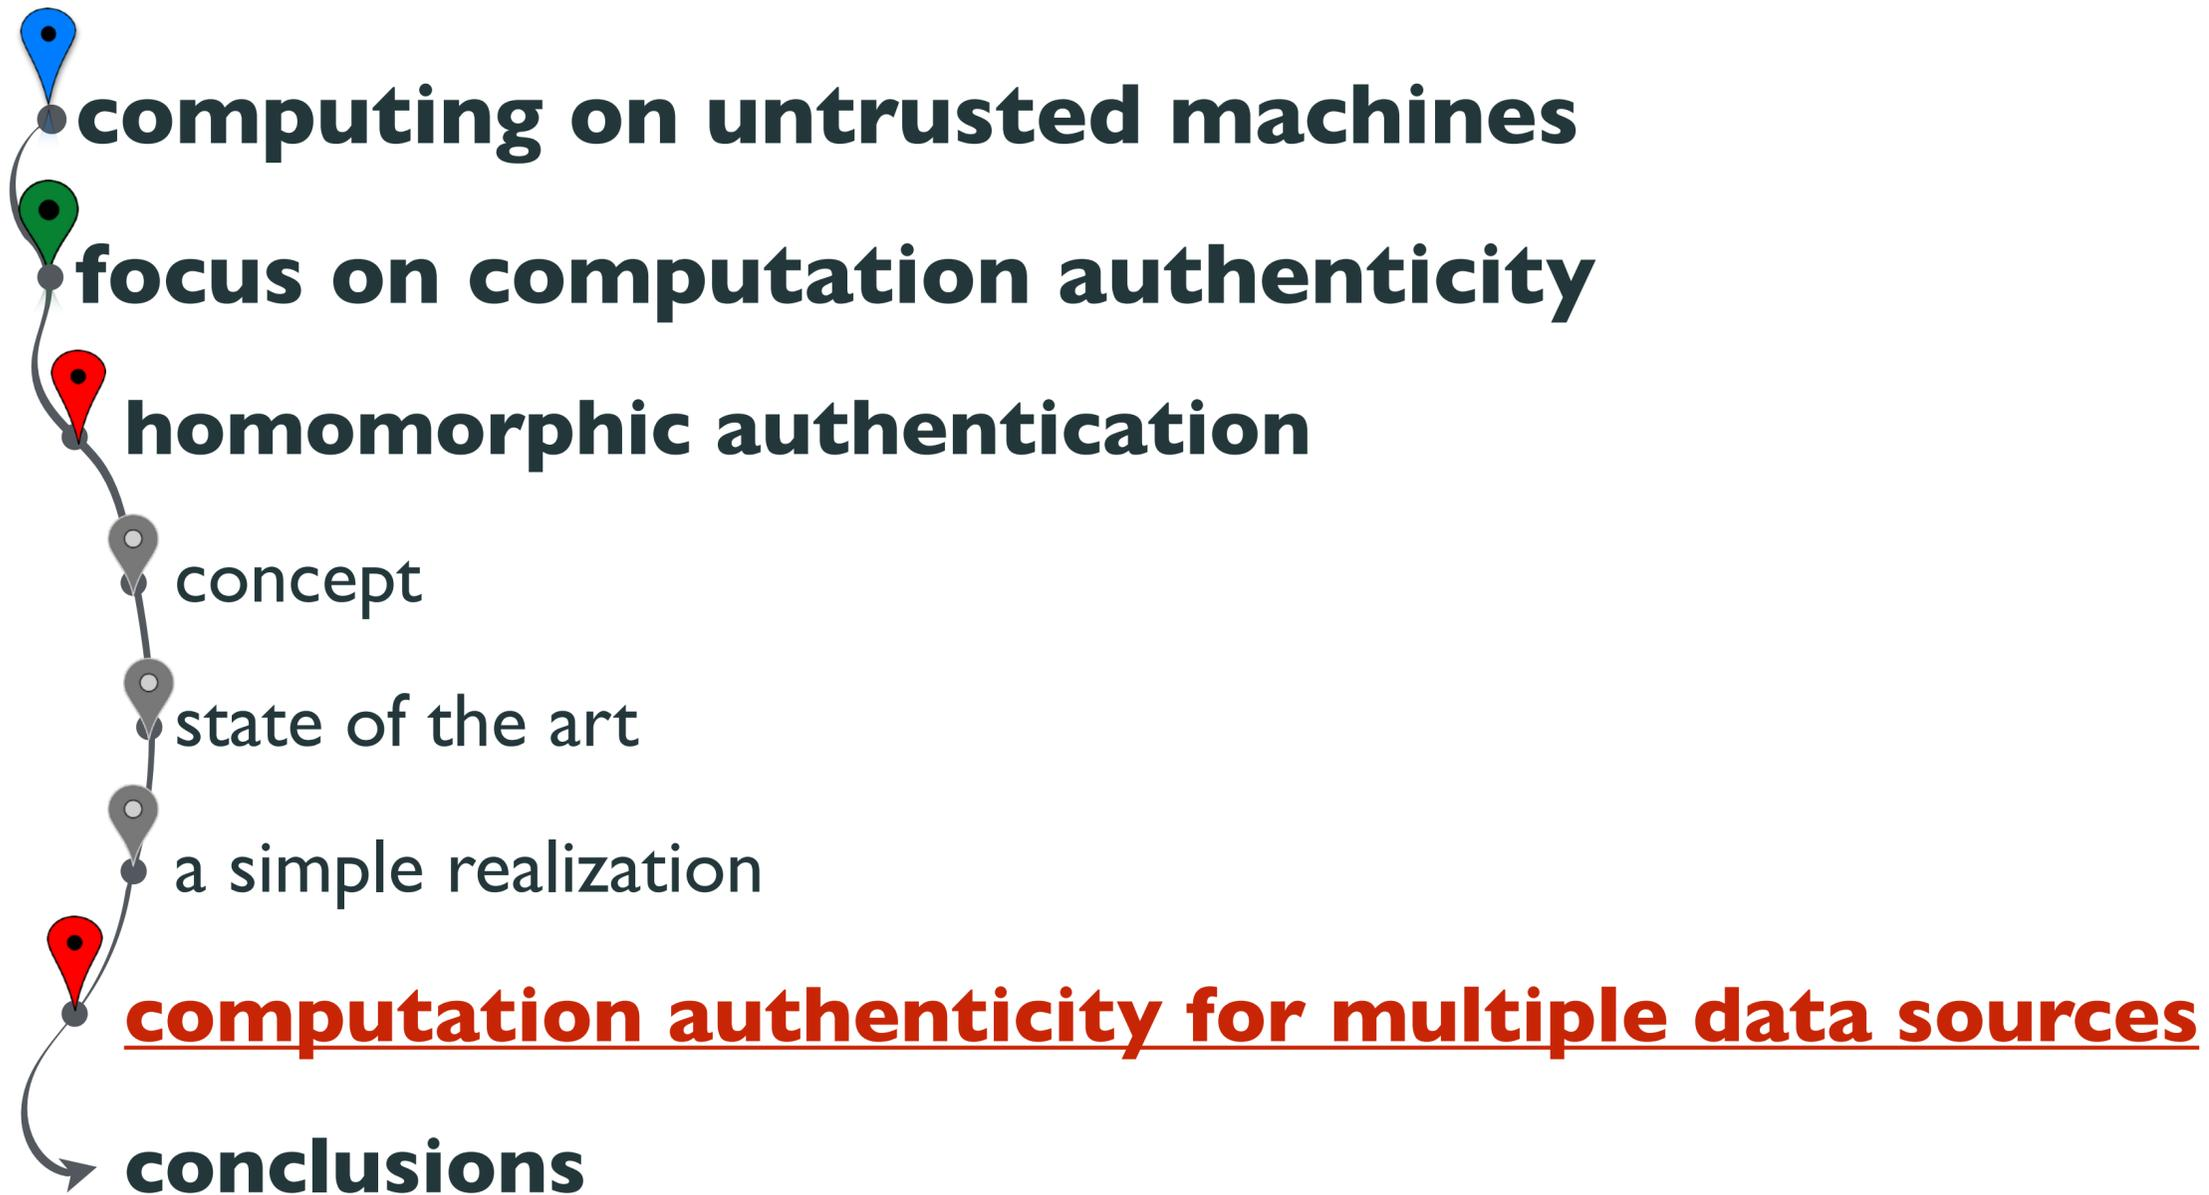 computing on untrusted machines
focus on computation authenticity
homomorphic authentication
concept
state of the art
a simple realization
computation authenticity for multiple data sources
conclusions